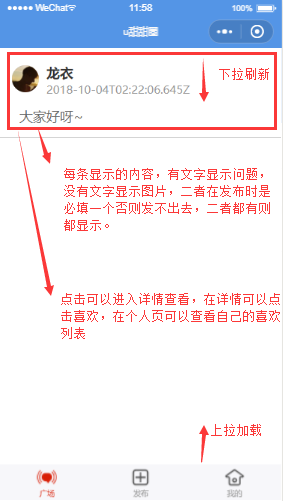 WeChat
11:58
100%
龙衣
2018-10-04T02:22:06.645Z
大家好呀~
下拉刷新
每条显示的内容，有文字显示问题，
没有文字显示图片，二者在发布时是
必填一个否则发不出去，二者都有则
都显示。
点击可以进入详情查看，在详情可以点
击喜欢，在个人页可以查看自己的喜欢
列表
上拉加载
广场
发布
我的